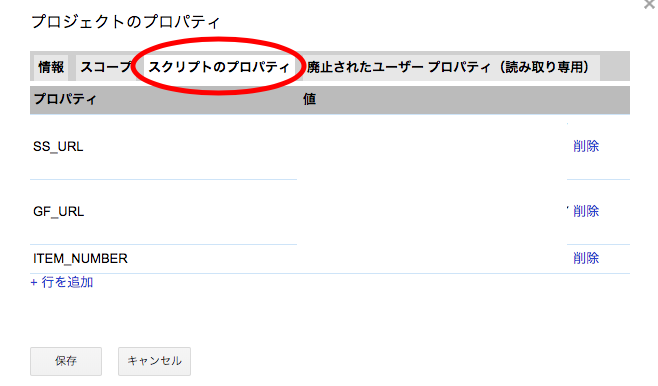 プロジェクトのプロパティ
情報 スコープ スクリプトのプロパティ 廃止されたユーザー プロパティ（読み取り専用）
プロパティ 値
SS_URL 削除
GF_URL 削除
ITEM_NUMBER 削除
+ 行を追加
保存 キャンセル